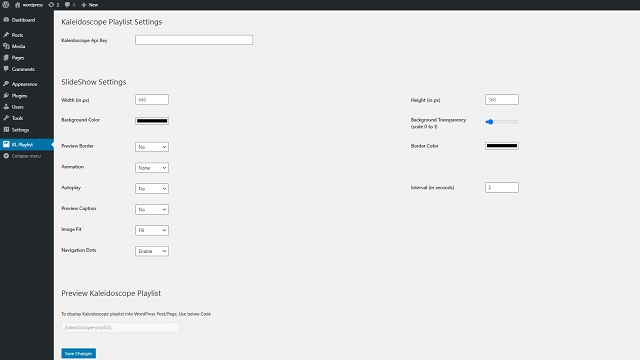 wordpress 2 0 + New
Dashboard
Posts
Media
Pages
Comments
Appearance
Plugins
Users
Tools
Settings
KL Playlist
Collapse menu
Kaleidoscope Playlist Settings
Kaleidoscope Api Key
SlideShow Settings
Width (in px) 640 Height (in px) 360
Background Color Background Transparency
(scale 0 to 1)
Preview Border No Border Color
Animation None
Autoplay No Interval (in seconds) 3
Preview Caption No
Image Fit Fill
Navigation Dots Enable
Preview Kaleidoscope Playlist
To display Kaleidoscope playlist into WordPress Post/Page, Use below Code
[kaleidoscope-playlist]
Save Changes